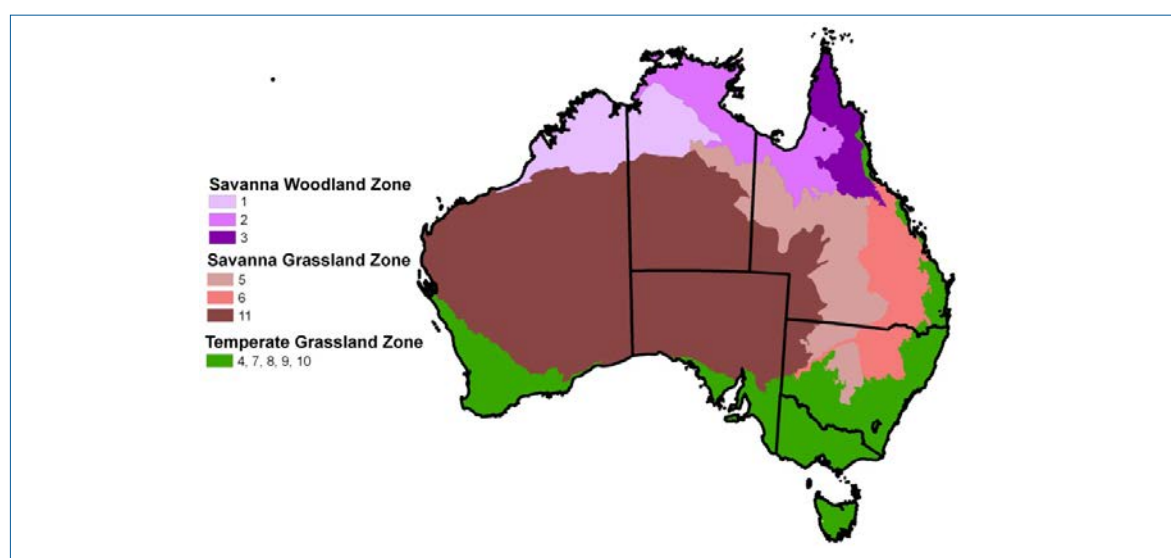 Savanna Woodland Zone
1
2
3
Savanna Grassland Zone
5
6
11
Temperate Grassland Zone
4, 7, 8, 9, 10